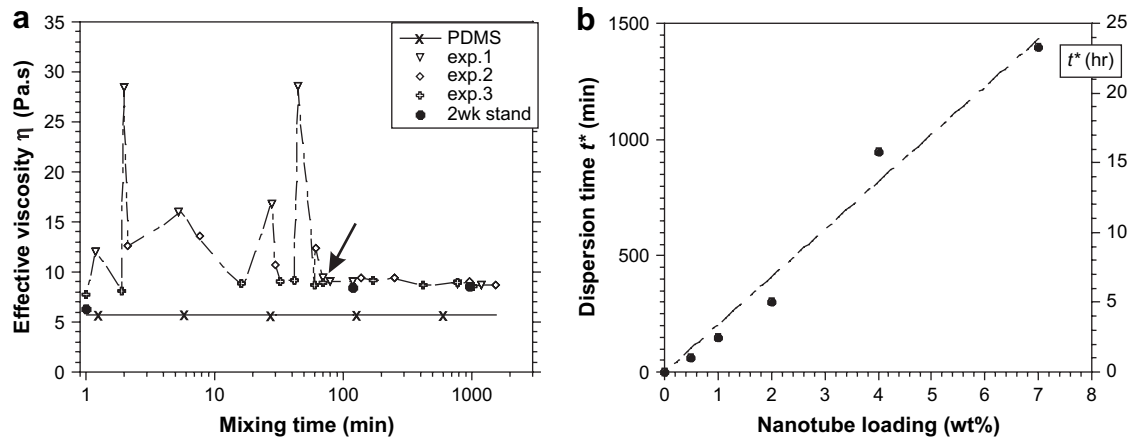 a
35
30
25
20
15
10
5
0
Effective viscosity η (Pa.s)
PDMS
exp.1
exp.2
exp.3
2wk stand
1
10
100
1000
Mixing time (min)
b
1500
1000
500
0
Dispersion time t* (min)
25
t* (hr)
20
15
10
5
0
0 1 2 3 4 5 6 7 8
Nanotube loading (wt%)